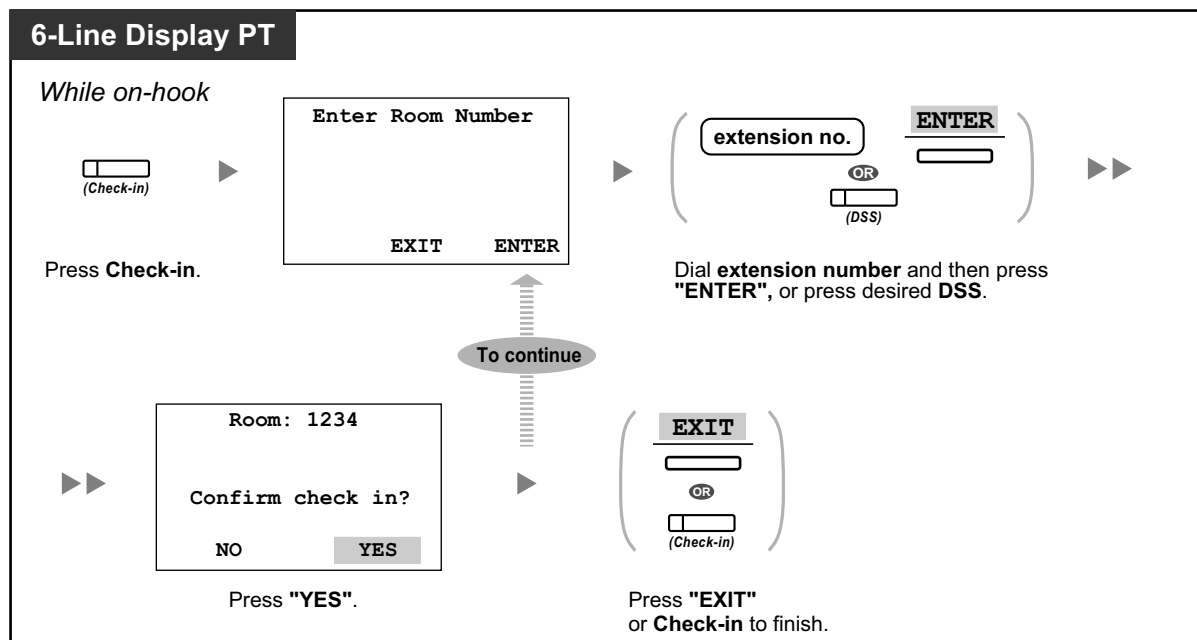 6-Line Display PT
While on-hook
(Check-in)
Press Check-in.
Enter Room Number
EXIT ENTER
extension no.
OR
(DSS)
ENTER
Dial extension number and then press
"ENTER", or press desired DSS.
To continue
Room: 1234
Confirm check in?
NO YES
Press "YES".
EXIT
OR
(Check-in)
Press "EXIT"
or Check-in to finish.